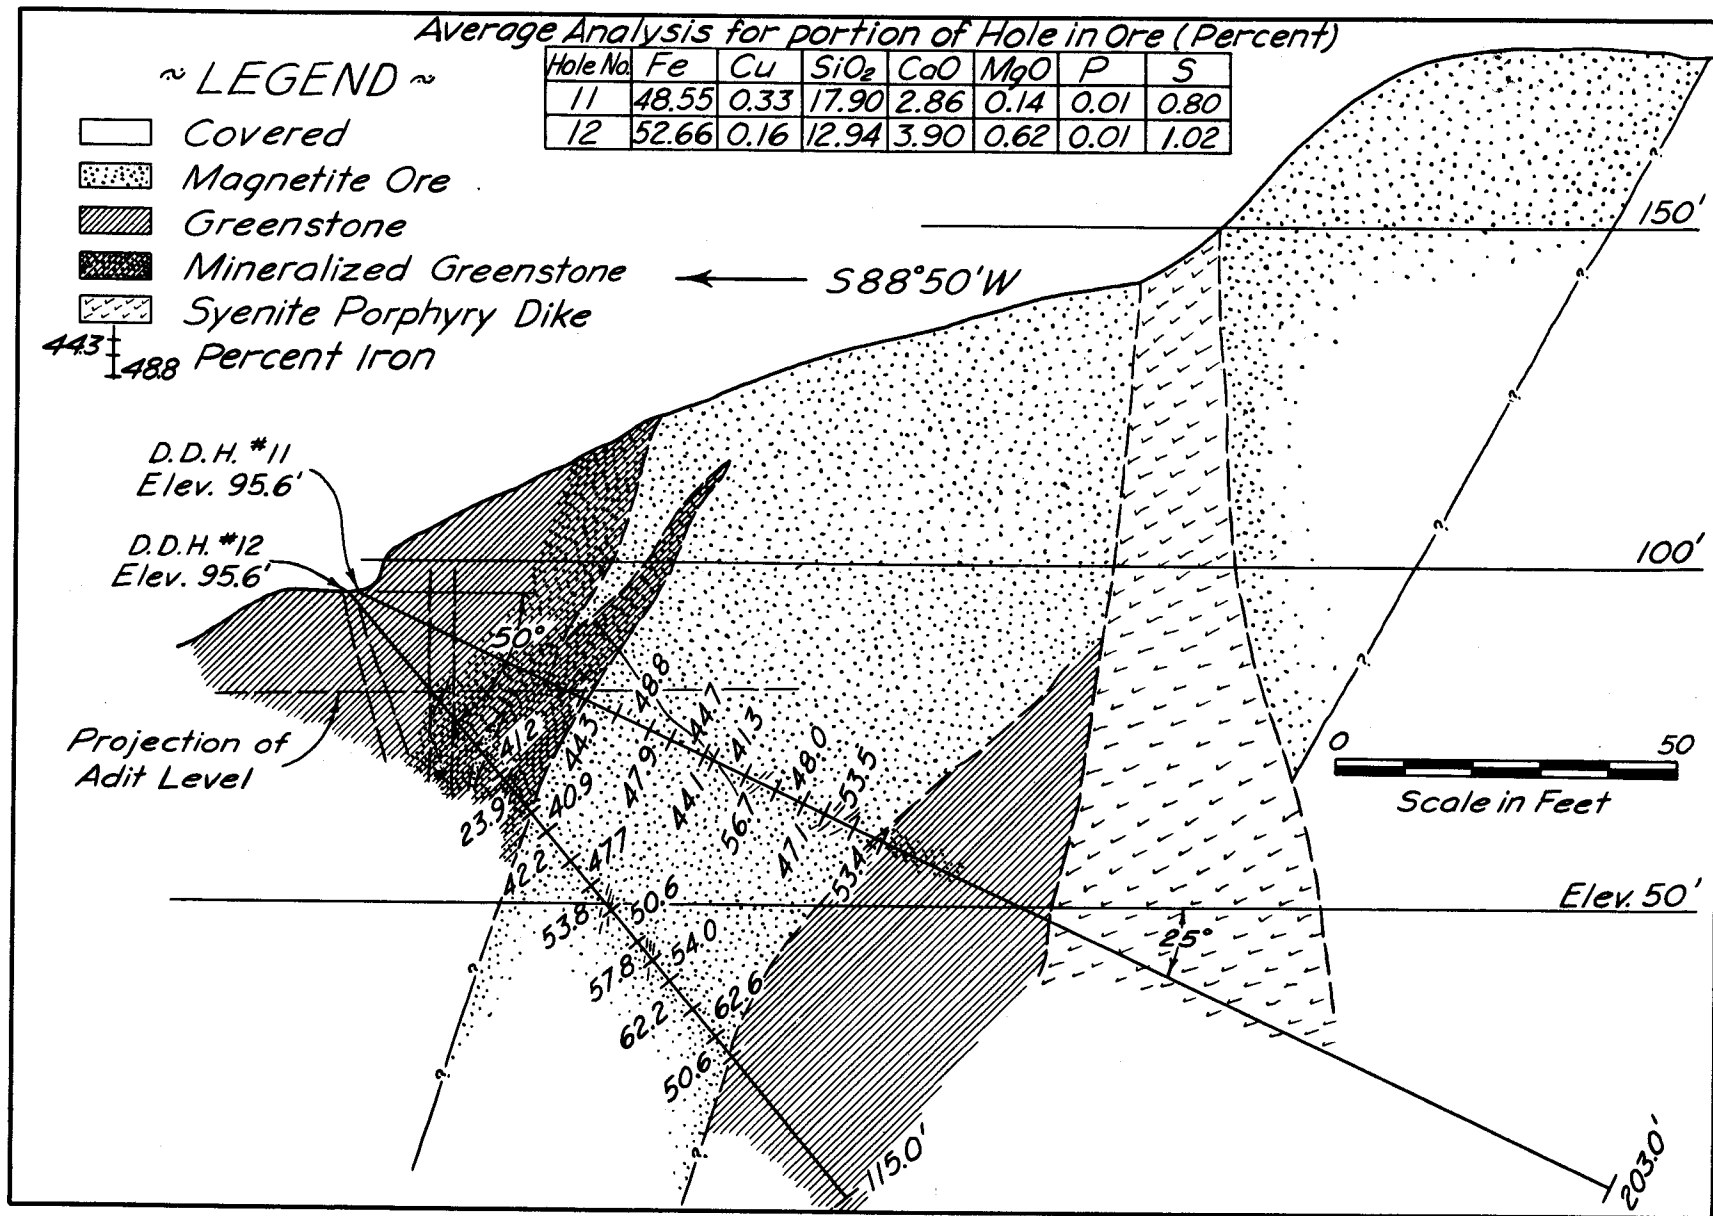 Average Analysis for portion of Hole in Ore (Percent)
Hole No. Fe Cu SiO₂ CaO MgO P S
11 48.55 0.33 17.90 2.86 0.14 0.01 0.80
12 52.66 0.16 12.94 3.90 0.62 0.01 1.02
~ LEGEND ~
Covered
Magnetite Ore
Greenstone
Mineralized Greenstone
Syenite Porphyry Dike
44.3
48.8 Percent Iron
S88°50'W
150'
D.D.H. #11
Elev. 95.6'
D.D.H. #12
Elev. 95.6'
100'
50°
Projection of
Adit Level
0 50
Scale in Feet
Elev. 50'
25°
41.2
44.3
48.8
47.9
44.7
44.1
41.3
56.7
48.0
47.1
53.5
53.4
23.9
40.9
42.2
47.7
53.8
50.6
57.8
54.0
62.2
62.6
50.6
115.0'
203.0'
?
?
?
?
?
?
?
?
?